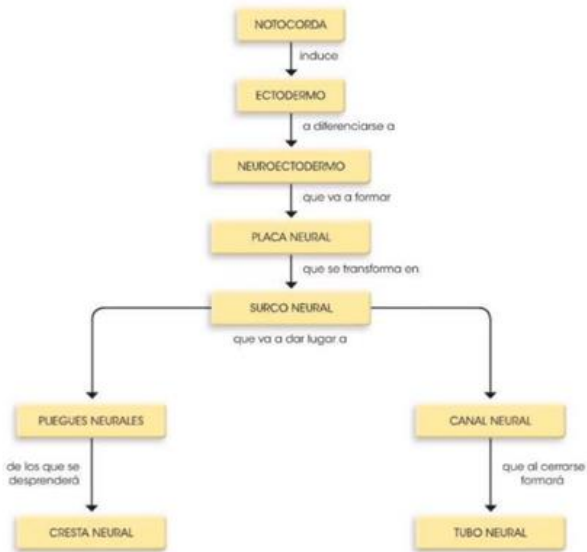 NOTOCORDA
induce
ECTODERMO
a diferenciarse a
NEUROECTODERMO
que va a formar
PLACA NEURAL
que se transforma en
SURCO NEURAL
que va a dar lugar a
PLIEGUES NEURALES
CANAL NEURAL
de los que se
desprenderá
que al cerrarse
formará
CRESTA NEURAL
TUBO NEURAL